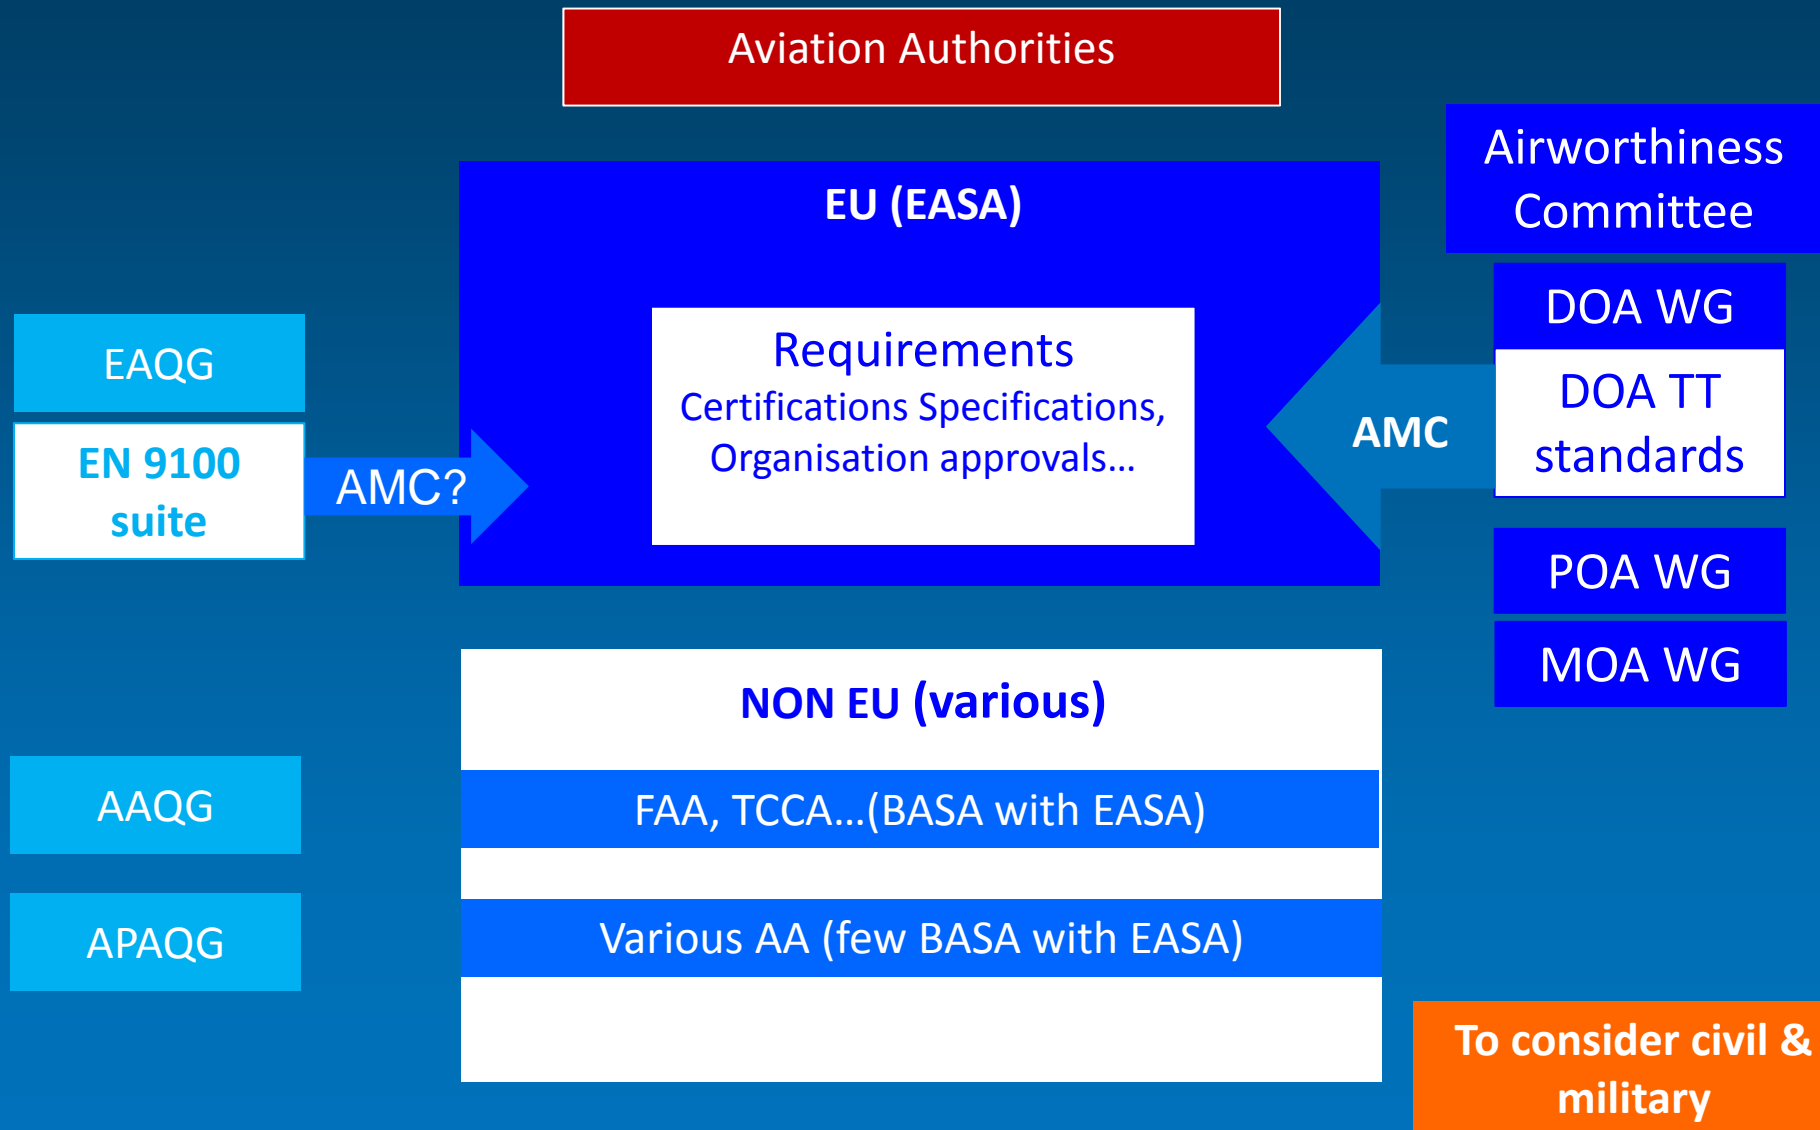 Aviation Authorities
Airworthiness
Committee
EU (EASA)
DOA WG
DOA TT
standards
POA WG
MOA WG
Requirements
Certifications Specifications,
Organisation approvals...
AMC
EAQG
EN 9100
suite
AMC?
NON EU (various)
AAQG
FAA, TCCA...(BASA with EASA)
APAQG
Various AA (few BASA with EASA)
To consider civil &
military